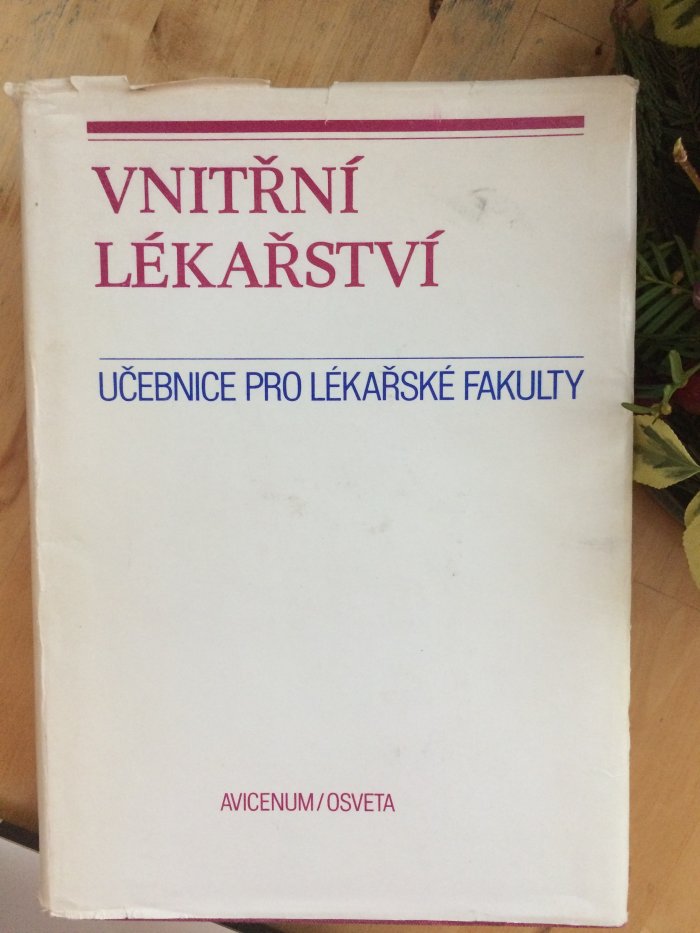 VNITŘNÍ
LÉKAŘSTVÍ
UČEBNICE PRO LÉKAŘSKÉ FAKULTY
AVICENUM/OSVETA